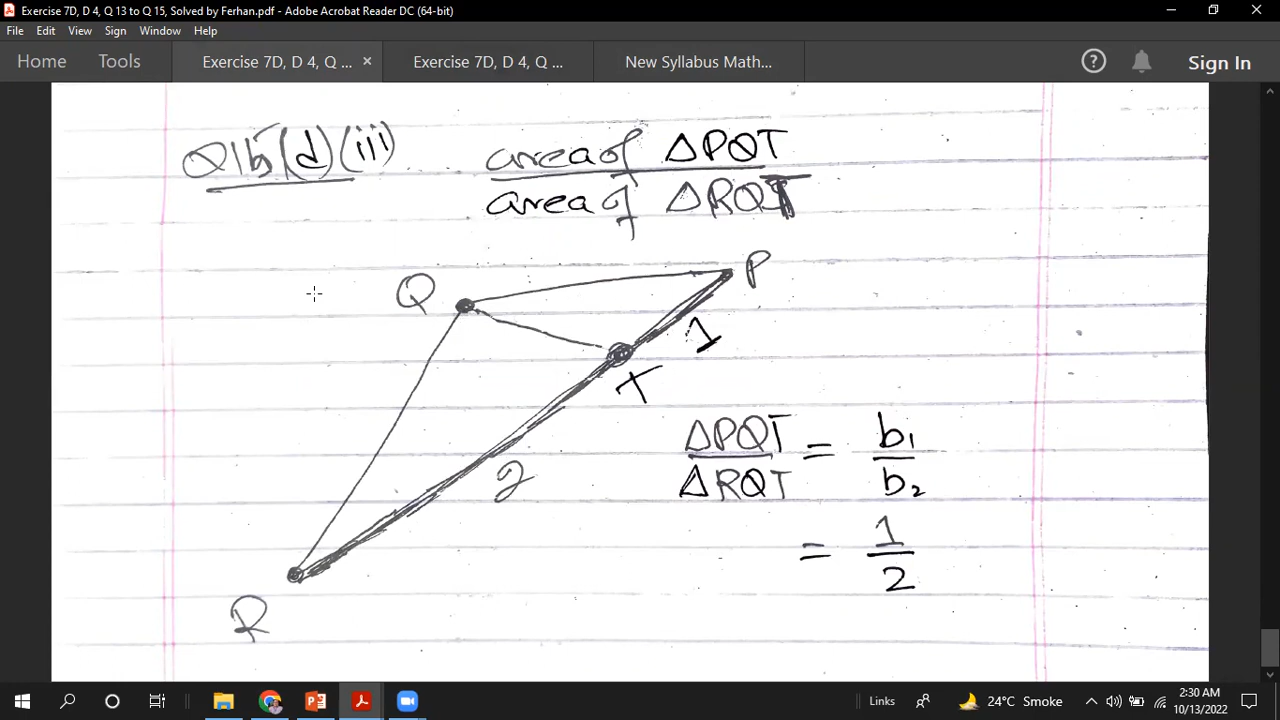 Exercise 7D, D 4, Q 13 to Q 15, Solved by Ferhan.pdf - Adobe Acrobat Reader DC (64-bit)
File Edit View Sign Window Help
Home Tools Exercise 7D, D 4, Q ... × Exercise 7D, D 4, Q ... New Syllabus Math... ? Sign In
Q15(d)(iii) area of ΔPQT
area of ΔRQT
Q P
1
T
ΔPQT = b₁
ΔRQT b₂
2
= 1
2
R
Links 24°C Smoke 2:30 AM
10/13/2022